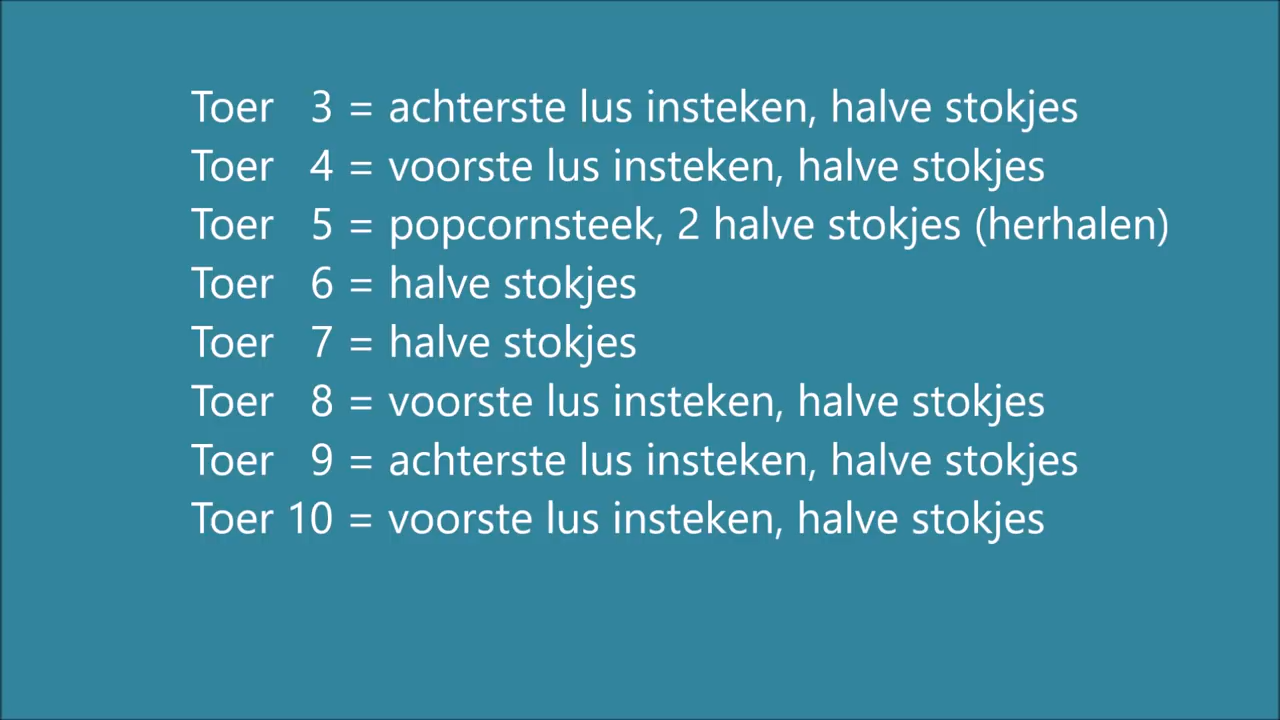 Toer 3 = achterste lus insteken, halve stokjes
Toer 4 = voorste lus insteken, halve stokjes
Toer 5 = popcornsteek, 2 halve stokjes (herhalen)
Toer 6 = halve stokjes
Toer 7 = halve stokjes
Toer 8 = voorste lus insteken, halve stokjes
Toer 9 = achterste lus insteken, halve stokjes
Toer 10 = voorste lus insteken, halve stokjes